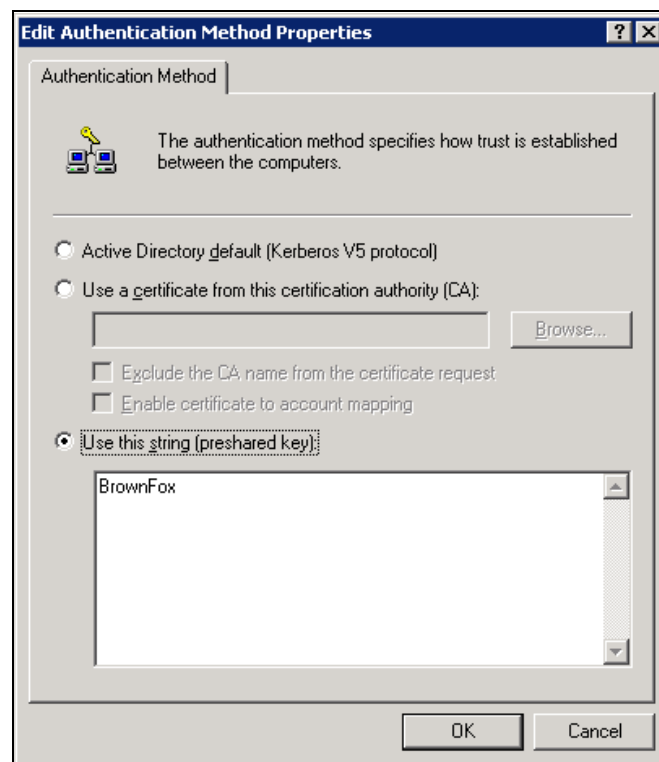 Edit Authentication Method Properties
Authentication Method
The authentication method specifies how trust is established
between the computers.
Active Directory default (Kerberos V5 protocol)
Use a certificate from this certification authority (CA):
Browse...
Exclude the CA name from the certificate request
Enable certificate to account mapping
Use this string (preshared key):
BrownFox
OK Cancel